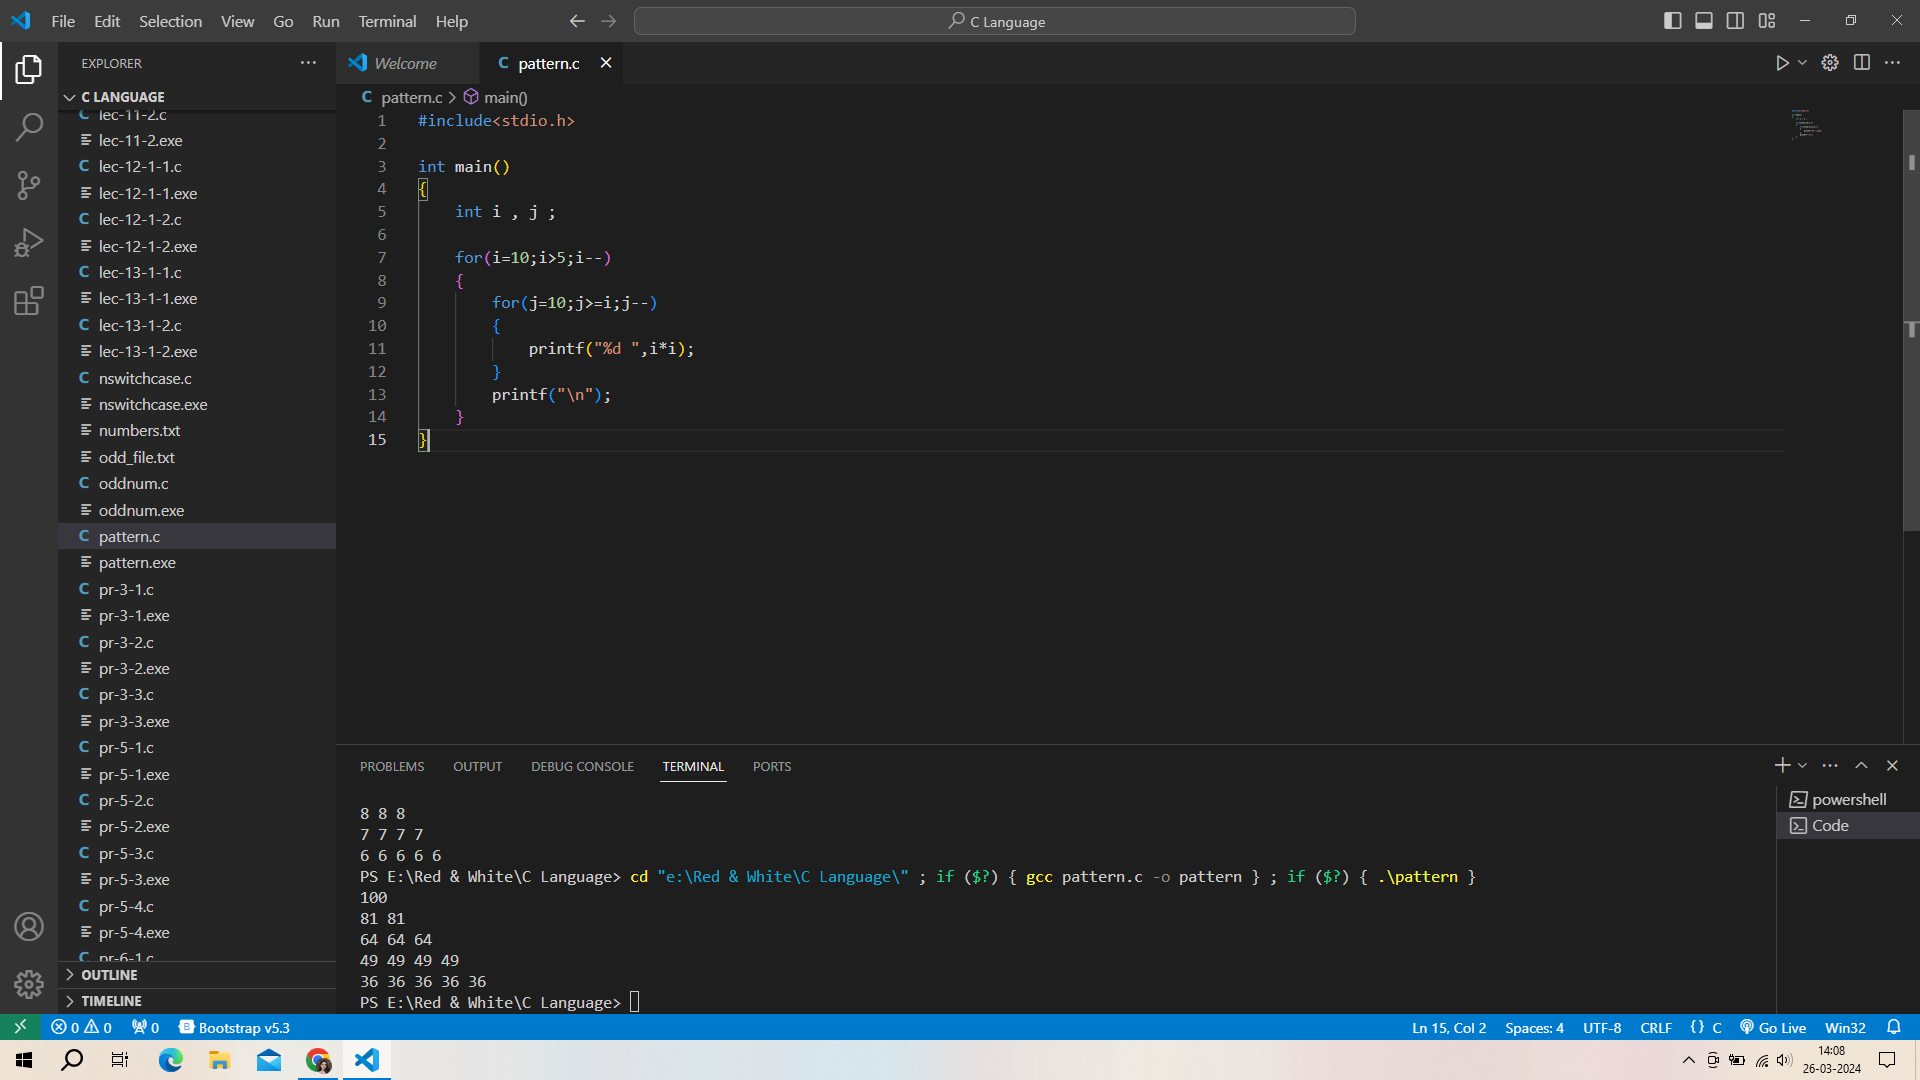 File Edit Selection View Go Run Terminal Help
C Language
EXPLORER
Welcome
C pattern.c
C LANGUAGE
C pattern.c > main()
C lec-11-2.c
lec-11-2.exe
C lec-12-1-1.c
lec-12-1-1.exe
C lec-12-1-2.c
lec-12-1-2.exe
C lec-13-1-1.c
lec-13-1-1.exe
C lec-13-1-2.c
lec-13-1-2.exe
C nswitchcase.c
nswitchcase.exe
numbers.txt
odd_file.txt
C oddnum.c
oddnum.exe
C pattern.c
pattern.exe
C pr-3-1.c
pr-3-1.exe
C pr-3-2.c
pr-3-2.exe
C pr-3-3.c
pr-3-3.exe
C pr-5-1.c
pr-5-1.exe
C pr-5-2.c
pr-5-2.exe
C pr-5-3.c
pr-5-3.exe
C pr-5-4.c
pr-5-4.exe
C pr-6-1.c
OUTLINE
TIMELINE
1 #include<stdio.h>
2
3 int main()
4 {
5 int i , j ;
6
7 for(i=10;i>5;i--)
8 {
9 for(j=10;j>=i;j--)
10 {
11 printf("%d ",i*i);
12 }
13 printf("\n");
14 }
15 }
PROBLEMS OUTPUT DEBUG CONSOLE TERMINAL PORTS
8 8 8
7 7 7 7
6 6 6 6 6
PS E:\Red & White\C Language> cd "e:\Red & White\C Language\" ; if ($?) { gcc pattern.c -o pattern } ; if ($?) { .\pattern }
100
81 81
64 64 64
49 49 49 49
36 36 36 36 36
PS E:\Red & White\C Language>
powershell
Code
0 0 0 B Bootstrap v5.3 Ln 15, Col 2 Spaces: 4 UTF-8 CRLF {} C Go Live Win32
14:08
26-03-2024